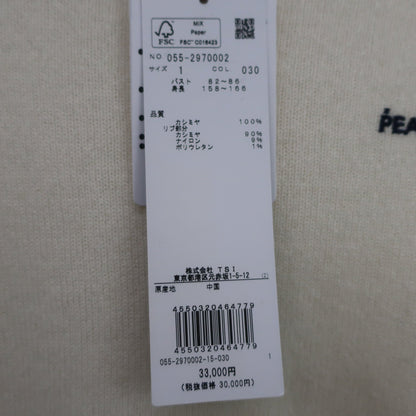 FSC
MIX
Paper
FSC™ C016423
NO. 055-2970002
サイズ 1 COL 030
バスト 82～86
身長 158～166
品質
カシミヤ 100%
リブ部分
カシミヤ 90%
ナイロン 9%
ポリウレタン 1%
PEA
株式会社 TSI
東京都港区元赤坂1-5-12 (2)
原産地 中国
4550320464779
4550320464779
055-2970002-15-030 1
33,000円
(税抜価格 30,000円)